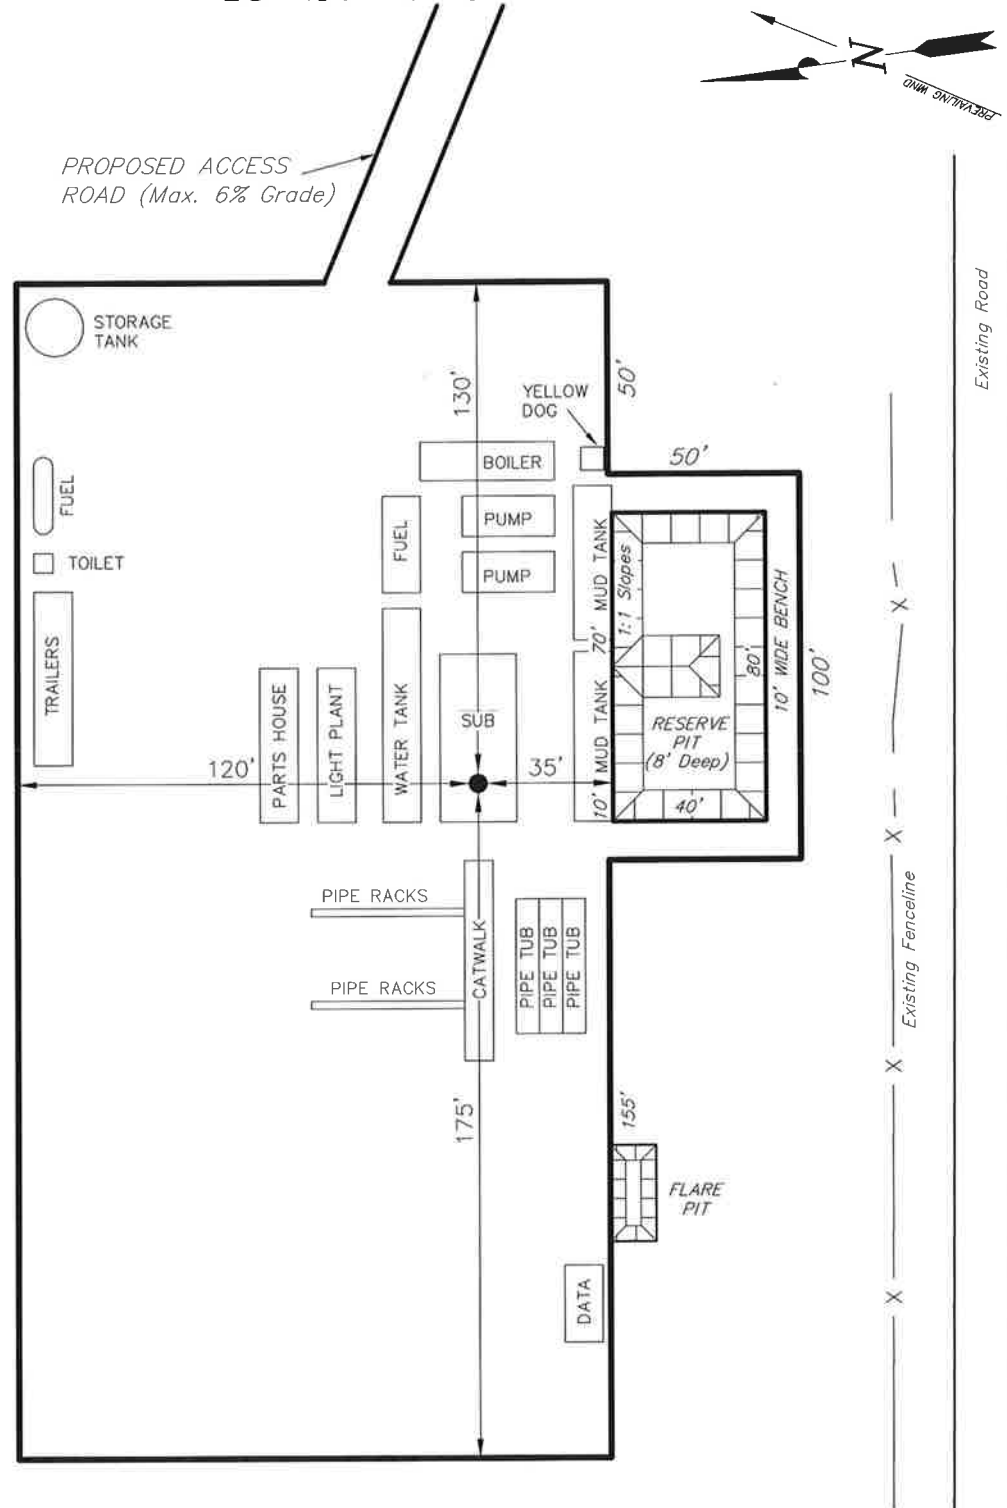 N
PREVAILING WIND
PROPOSED ACCESS
ROAD (Max. 6% Grade)
Existing Road
STORAGE
TANK
130'
YELLOW
DOG
50'
50'
BOILER
FUEL
FUEL
PUMP
PUMP
TOILET
MUD TANK
70'
1:1 Slopes
TRAILERS
PARTS HOUSE
LIGHT PLANT
WATER TANK
SUB
MUD TANK
RESERVE
PIT
(8' Deep)
80'
10' WIDE BENCH
100'
X
120'
35'
10'
40'
X
PIPE RACKS
CATWALK
PIPE TUB
PIPE TUB
PIPE TUB
Existing Fenceline
PIPE RACKS
X
175'
155'
FLARE
PIT
DATA
X